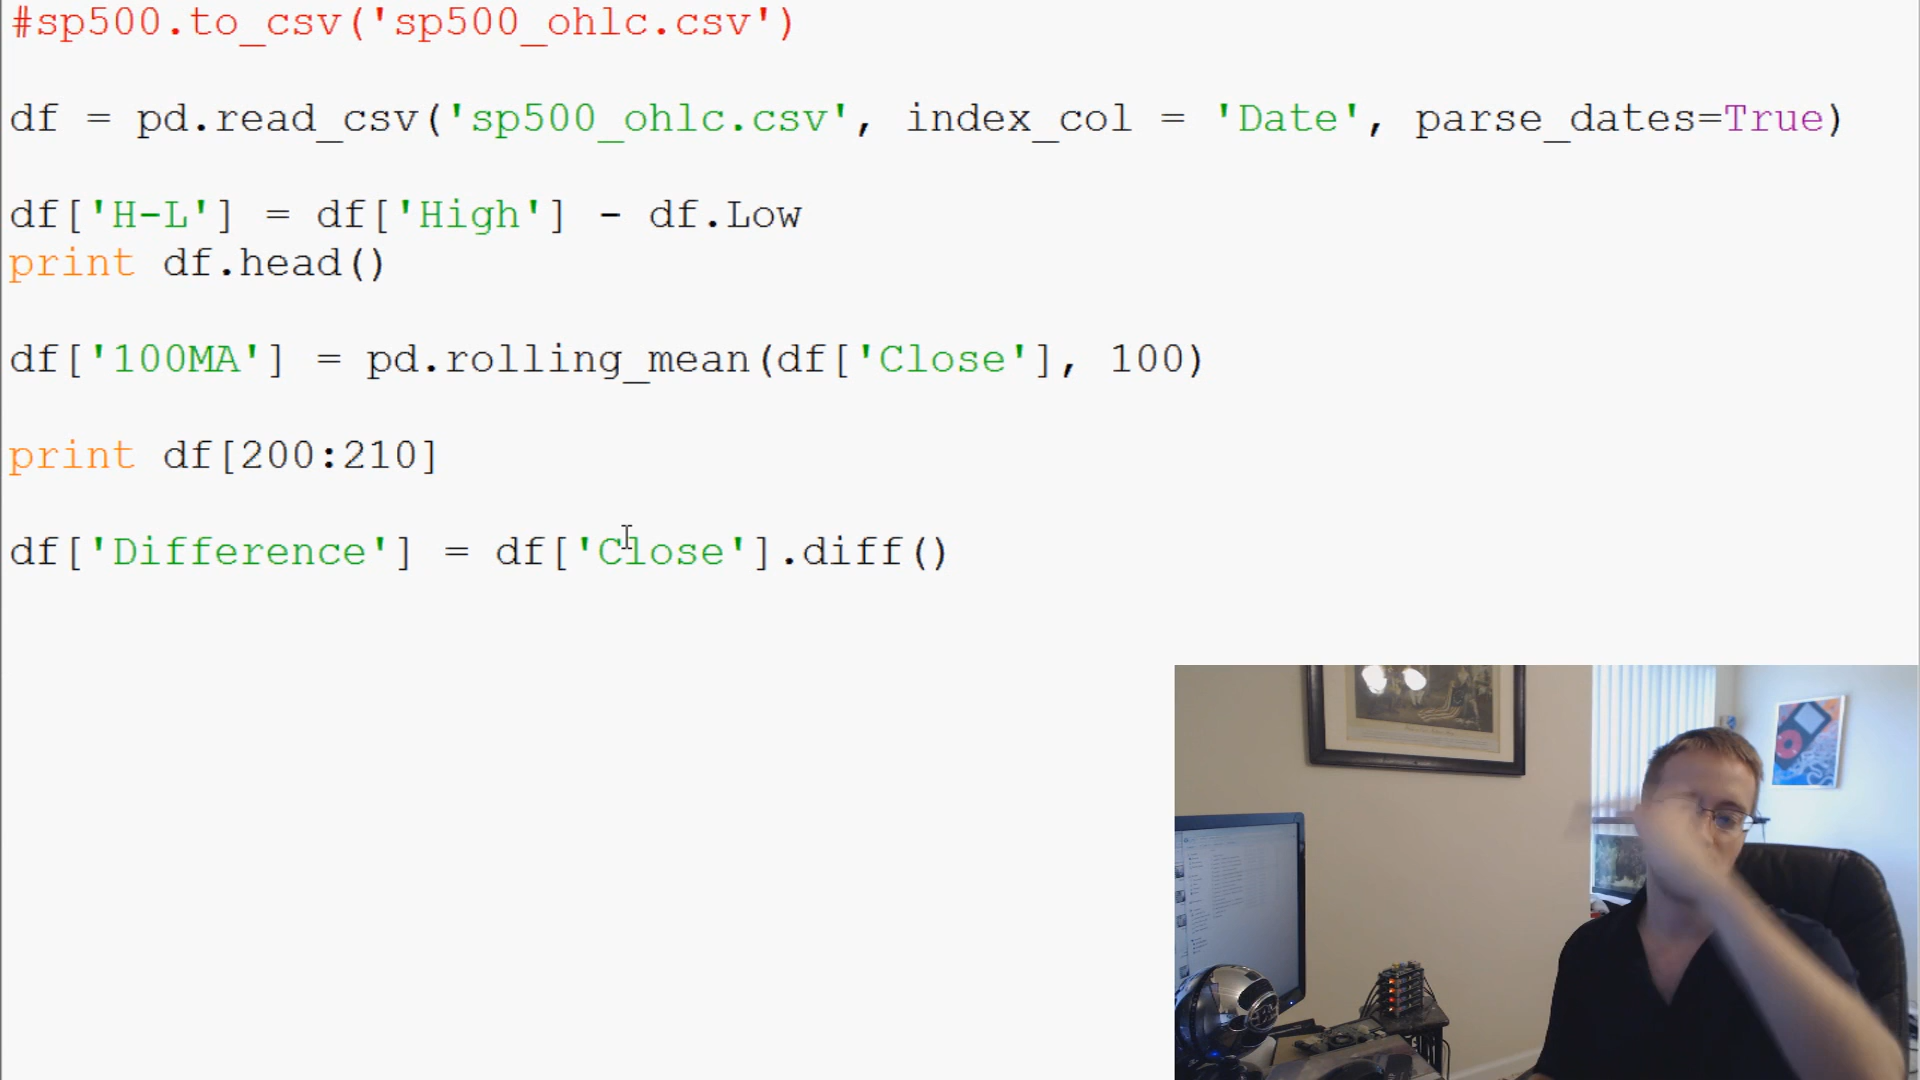 #sp500.to_csv('sp500_ohlc.csv')
df = pd.read_csv('sp500_ohlc.csv', index_col = 'Date', parse_dates=True)
df['H-L'] = df['High'] - df.Low
print df.head()
df['100MA'] = pd.rolling_mean(df['Close'], 100)
print df[200:210]
df['Difference'] = df['Close'].diff()